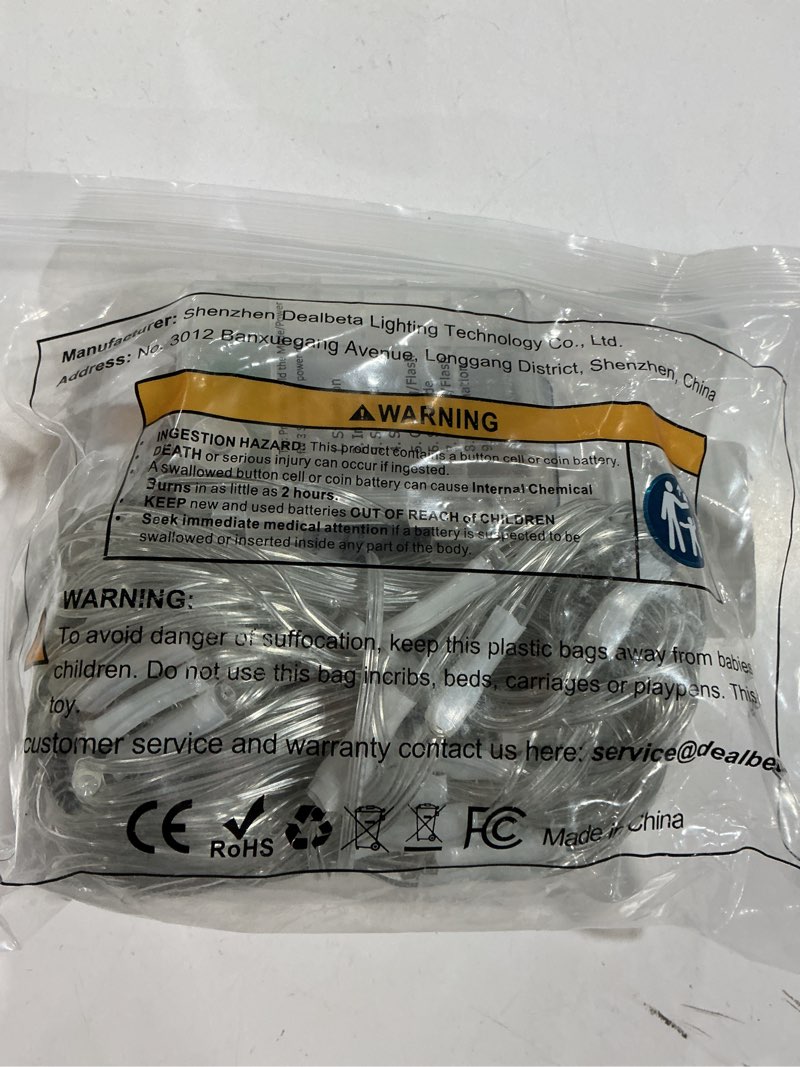 Manufacturer: Shenzhen Dealbeta Lighting Technology Co., Ltd.
Address: No. 3012 Banxuegang Avenue, Longgang District, Shenzhen, China
WARNING
INGESTION HAZARD: This product contains a button cell or coin battery.
DEATH or serious injury can occur if ingested.
A swallowed button cell or coin battery can cause Internal Chemical
Burns in as little as 2 hours.
KEEP new and used batteries OUT OF REACH of CHILDREN
Seek immediate medical attention if a battery is suspected to be
swallowed or inserted inside any part of the body.
WARNING:
To avoid danger of suffocation, keep this plastic bags away from babies
children. Do not use this bag incribs, beds, carriages or playpens. This
toy.
customer service and warranty contact us here: service@dealbe
CE RoHS FC Made in China